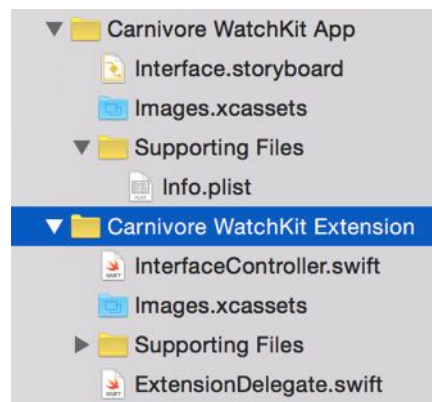 Carnivore WatchKit App
Interface.storyboard
Images.xcassets
Supporting Files
Info.plist
Carnivore WatchKit Extension
InterfaceController.swift
Images.xcassets
Supporting Files
ExtensionDelegate.swift